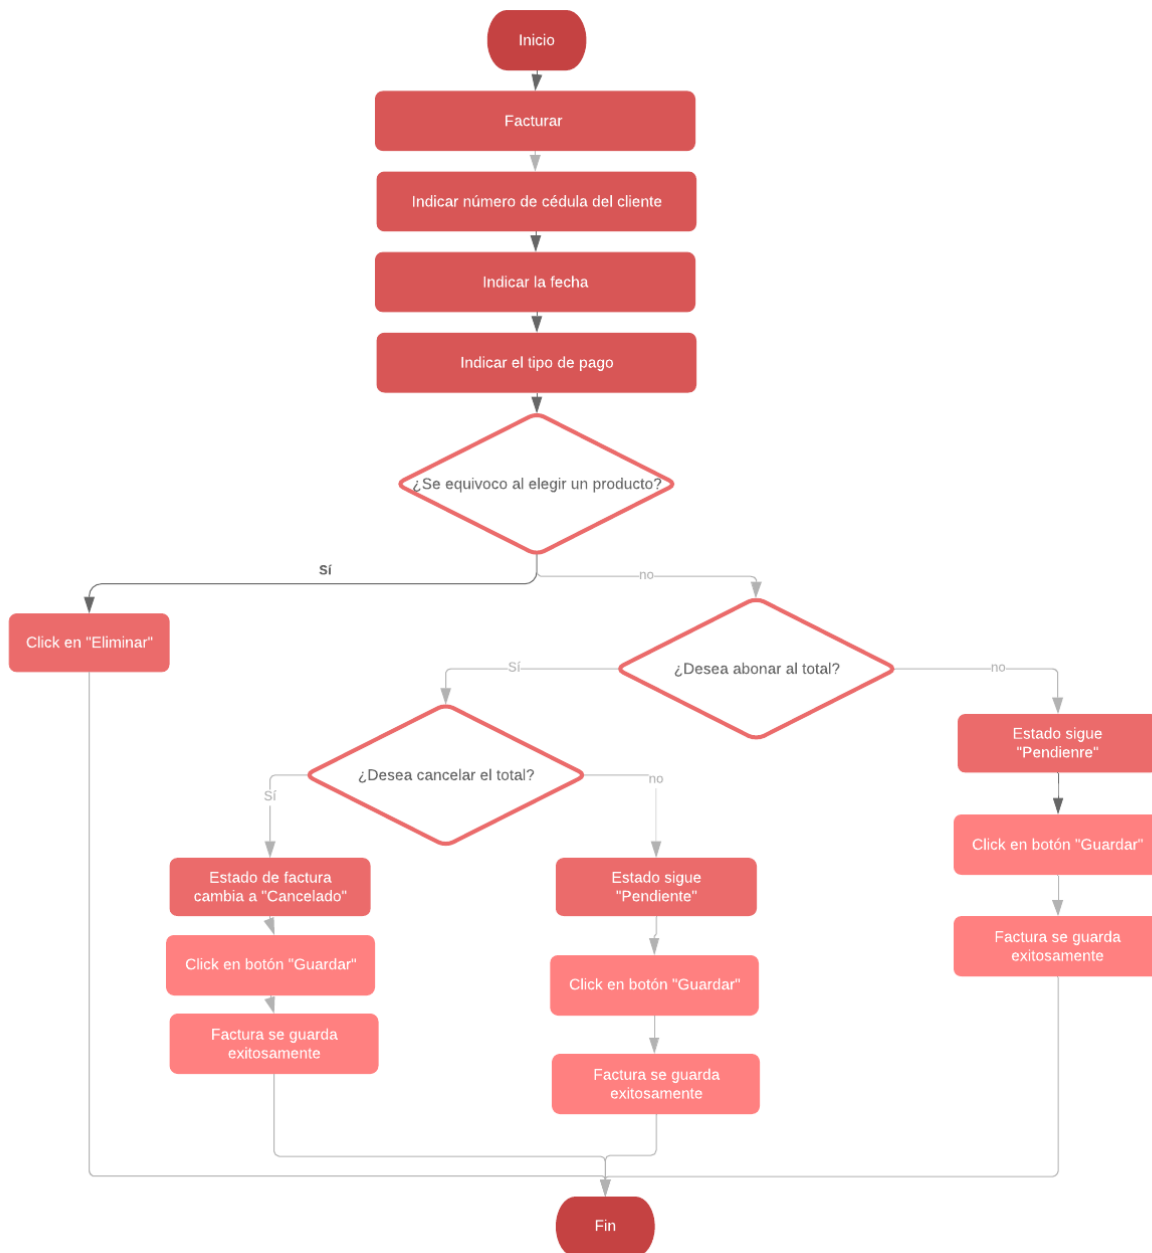 Inicio
Facturar
Indicar número de cédula del cliente
Indicar la fecha
Indicar el tipo de pago
¿Se equivoco al elegir un producto?
Sí
no
Click en "Eliminar"
¿Desea abonar al total?
Sí
no
¿Desea cancelar el total?
Sí
no
Estado sigue
"Pendienre"
Click en botón "Guardar"
Factura se guarda
exitosamente
Estado de factura
cambia a "Cancelado"
Click en botón "Guardar"
Factura se guarda
exitosamente
Estado sigue
"Pendiente"
Click en botón "Guardar"
Factura se guarda
exitosamente
Fin